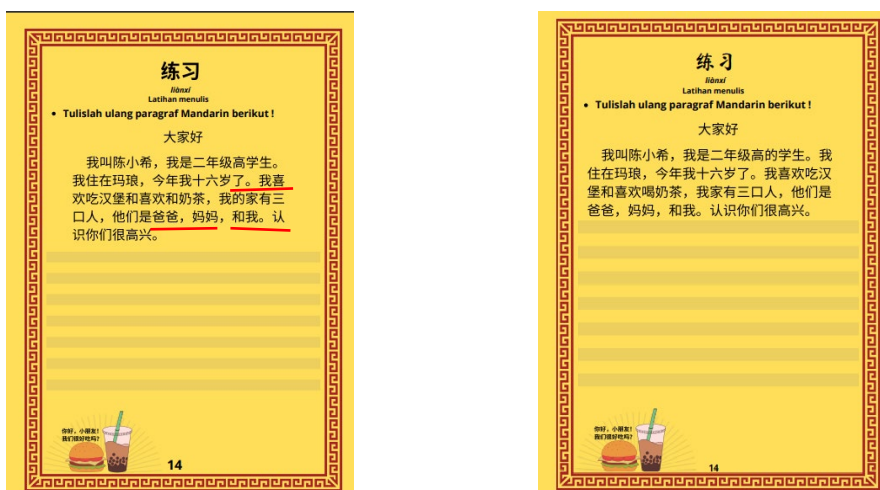 练习
liànxí
Latihan menulis
• Tulislah ulang paragraf Mandarin berikut !
大家好
我叫陈小希，我是二年级高学生。
我住在玛琅，今年我十六岁了。我喜
欢吃汉堡和喜欢和奶茶，我的家有三
口人，他们是爸爸，妈妈，和我。认
识你们很高兴。
你好，小朋友！
我们很好吃吗？
14
练习
liànxí
Latihan menulis
• Tulislah ulang paragraf Mandarin berikut !
大家好
我叫陈小希，我是二年级高的学生。我
住在玛琅，今年我十六岁了。我喜欢吃汉
堡和喜欢喝奶茶，我家有三口人，他们是
爸爸，妈妈，和我。认识你们很高兴。
你好，小朋友！
我们很好吃吗？
14